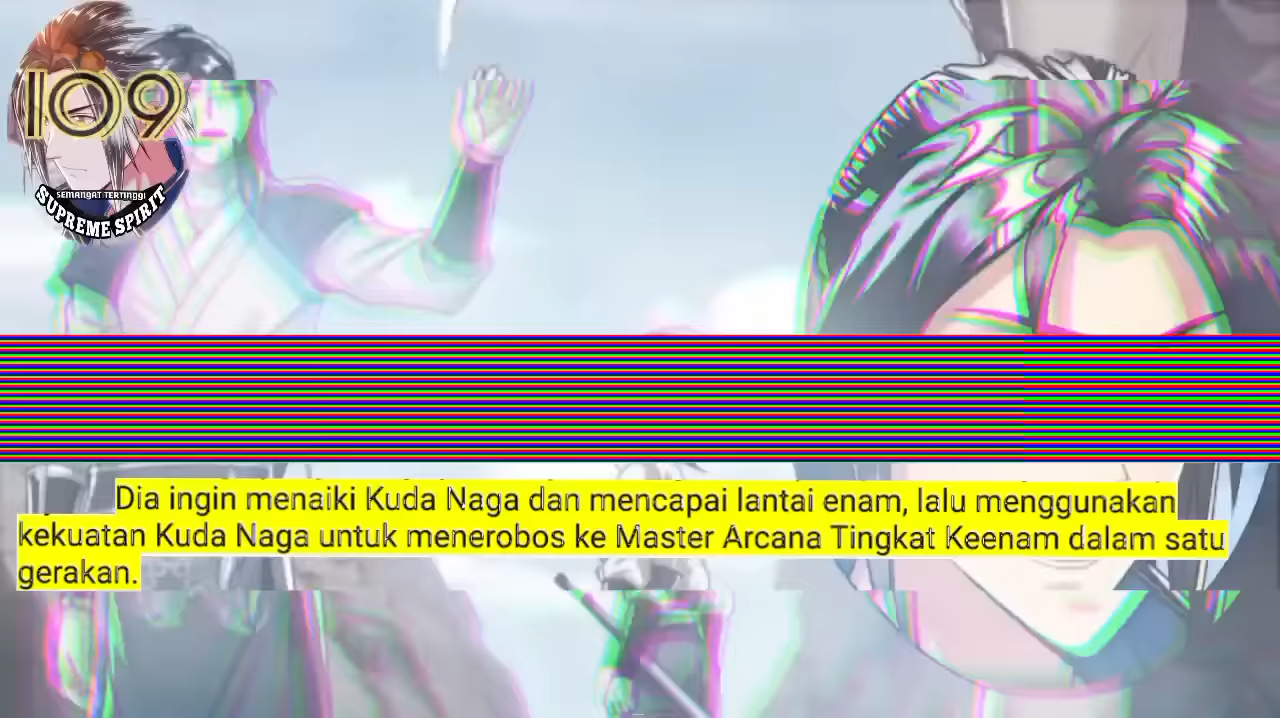 109
SEMANGAT TERTINGGI
SUPREME SPIRIT
Dia ingin menaiki Kuda Naga dan mencapai lantai enam, lalu menggunakan
kekuatan Kuda Naga untuk menerobos ke Master Arcana Tingkat Keenam dalam satu
gerakan.